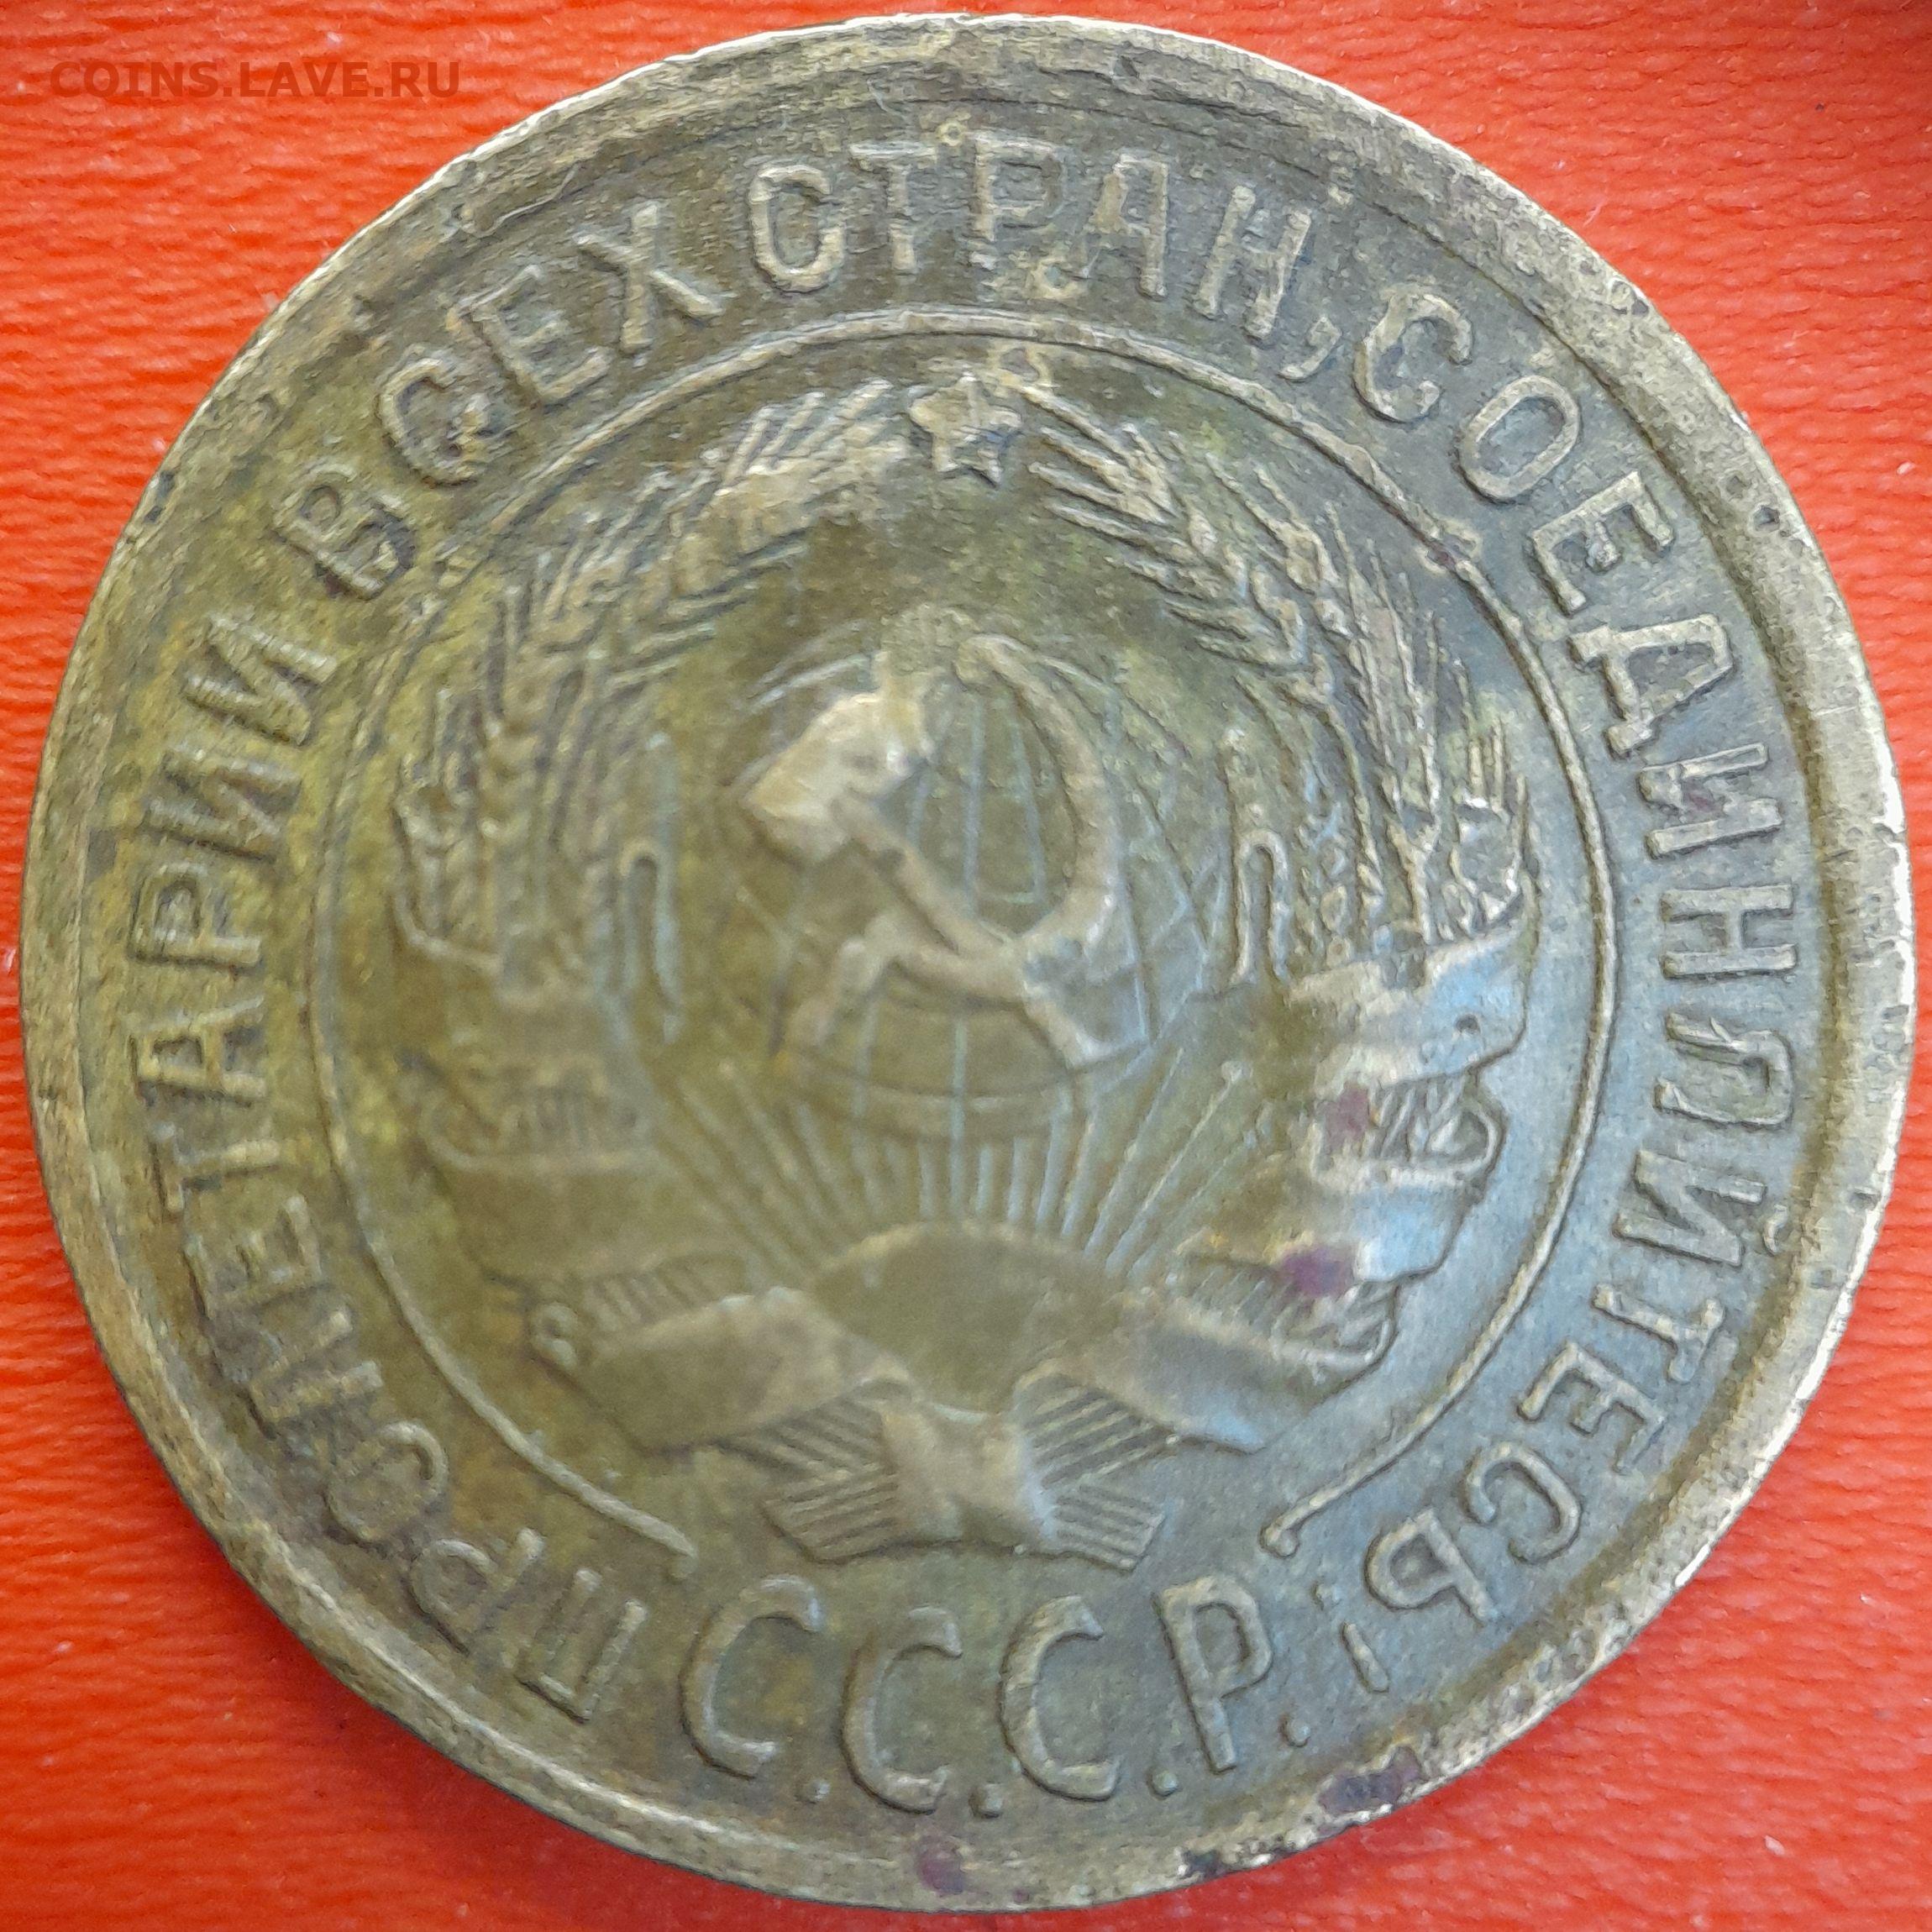 COINS.LAVE.RU
ПРОЛЕТАРИИ ВСЕХ СТРАН, СОЕДИНЯЙТЕСЬ!
С.С.С.Р.